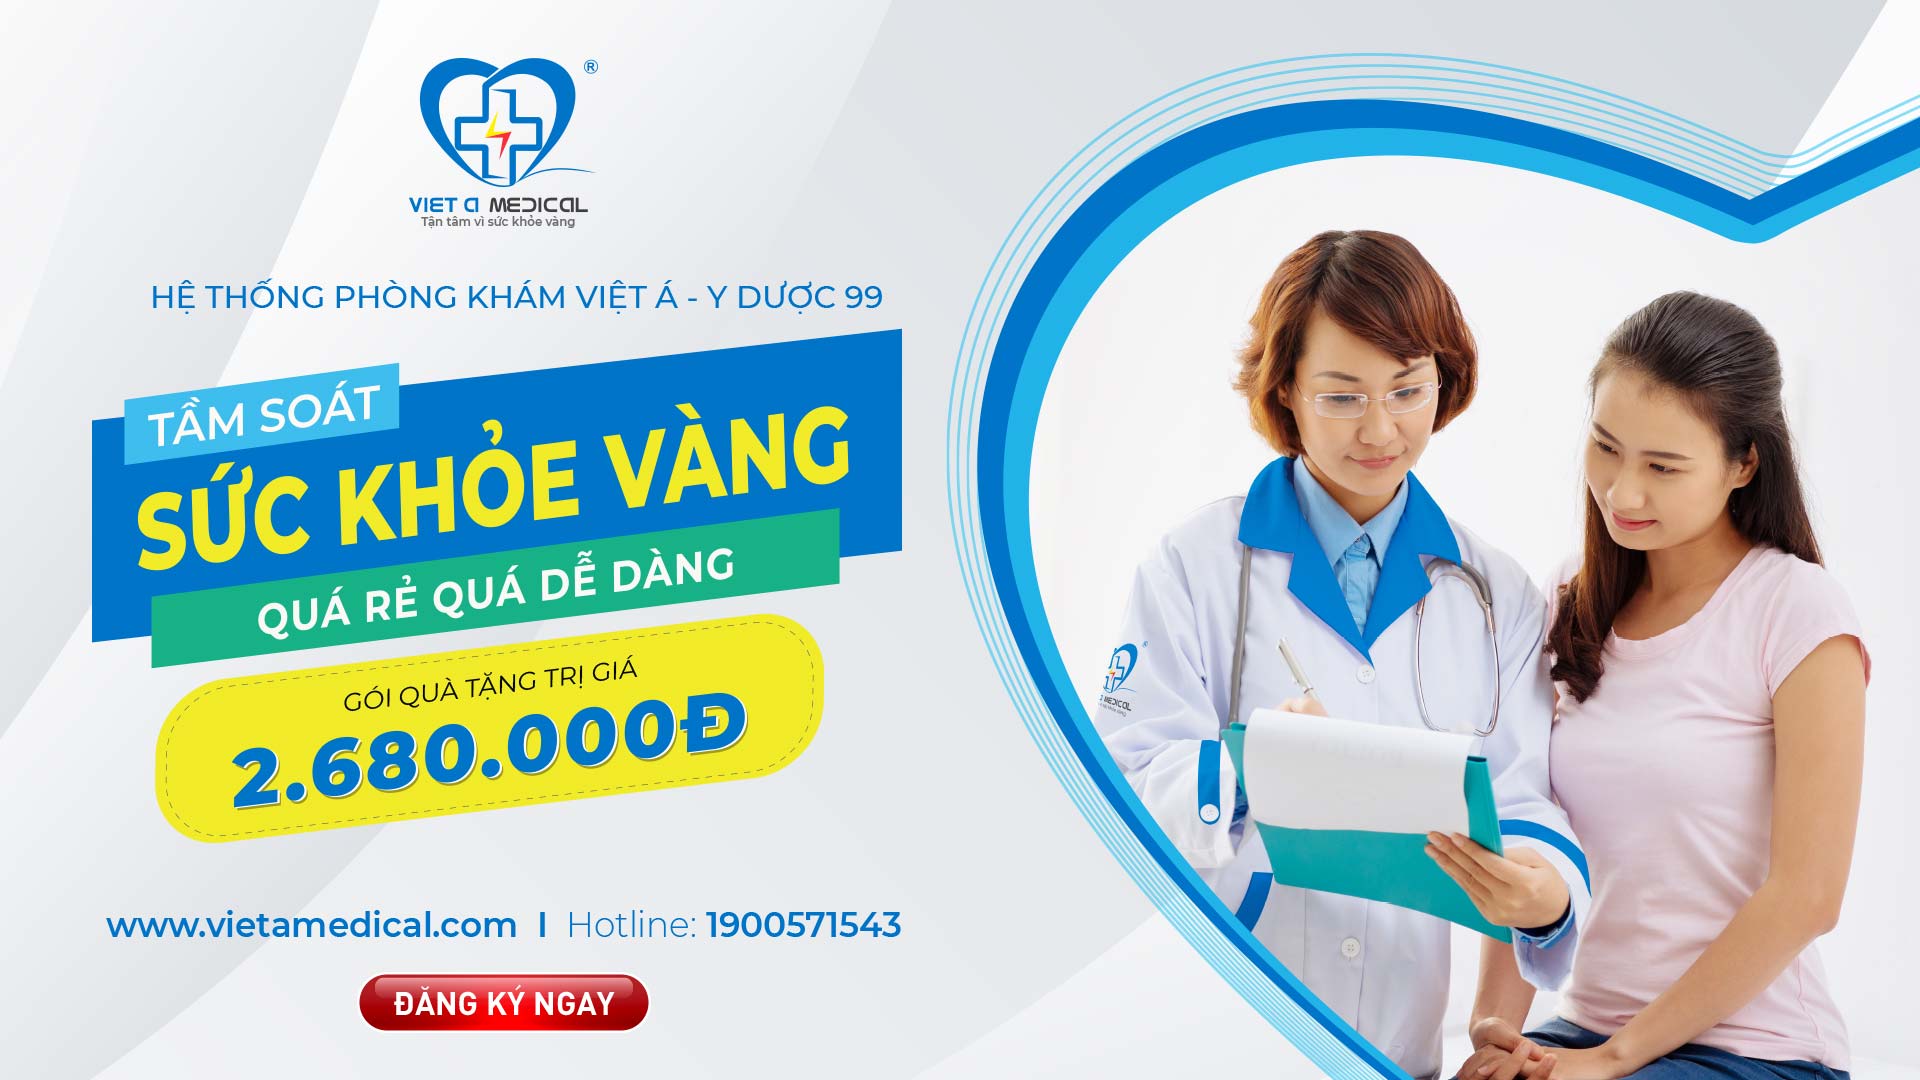 ®
VIET A MEDICAL
Tận tâm vì sức khỏe vàng
HỆ THỐNG PHÒNG KHÁM VIỆT Á - Y DƯỢC 99
TẦM SOÁT
SỨC KHỎE VÀNG
QUÁ RẺ QUÁ DỄ DÀNG
GÓI QUÀ TẶNG TRỊ GIÁ
2.680.000Đ
www.vietamedical.com I Hotline: 1900571543
ĐĂNG KÝ NGAY
MEDICAL